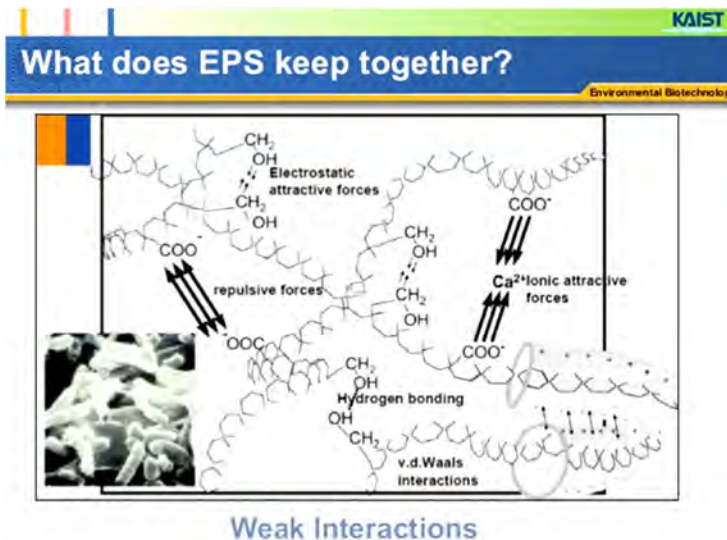 KAIST
What does EPS keep together?
Environmental Biotechnolog
CH2
OH
Electrostatic
attractive forces
CH2
OH
COO-
COO-
CH2
OH
repulsive forces
Ca2+ Ionic attractive
forces
CH2
OH
-OOC
COO-
CH2
OH
Hydrogen bonding
OH
CH2
v.d.Waals
interactions
Weak Interactions